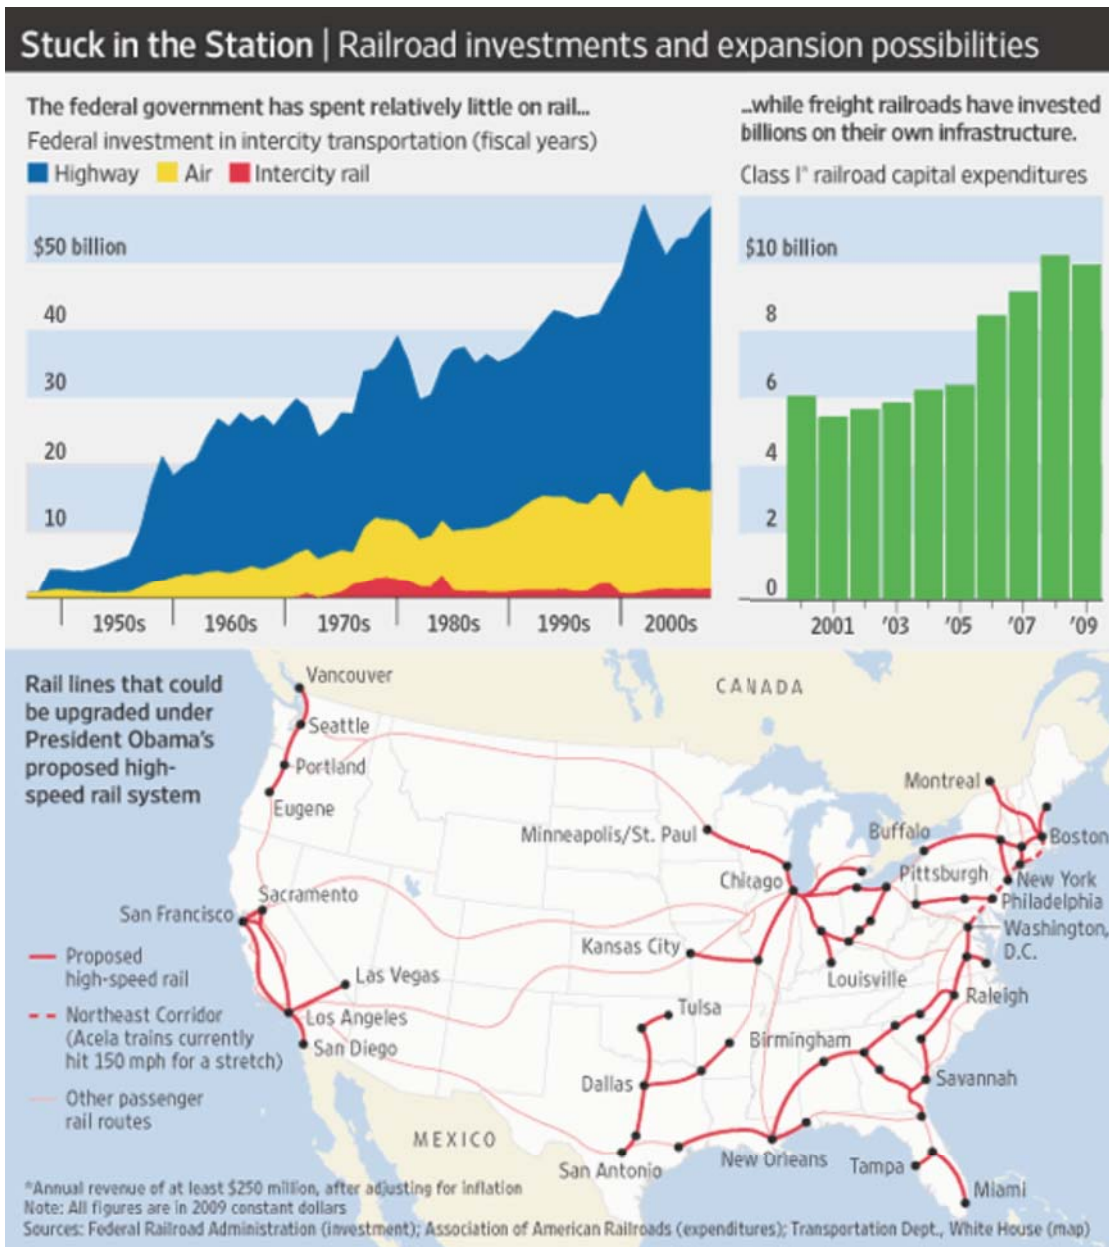 Stuck in the Station | Railroad investments and expansion possibilities
The federal government has spent relatively little on rail...
Federal investment in intercity transportation (fiscal years)
Highway Air Intercity rail
$50 billion
40
30
20
10
1950s 1960s 1970s 1980s 1990s 2000s
...while freight railroads have invested
billions on their own infrastructure.
Class I* railroad capital expenditures
$10 billion
8
6
4
2
0
2001 '03 '05 '07 '09
Rail lines that could
be upgraded under
President Obama's
proposed high-
speed rail system
Vancouver
CANADA
Seattle
Portland
Eugene
Montreal
Minneapolis/St. Paul
Buffalo
Boston
Chicago
Pittsburgh
New York
Philadelphia
Sacramento
San Francisco
Washington,
D.C.
Kansas City
Las Vegas
Louisville
Raleigh
Los Angeles
Tulsa
Birmingham
San Diego
Dallas
Savannah
MEXICO
San Antonio
New Orleans
Tampa
Miami
Proposed
high-speed rail
Northeast Corridor
(Acela trains currently
hit 150 mph for a stretch)
Other passenger
rail routes
*Annual revenue of at least $250 million, after adjusting for inflation
Note: All figures are in 2009 constant dollars
Sources: Federal Railroad Administration (investment); Association of American Railroads (expenditures); Transportation Dept., White House (map)